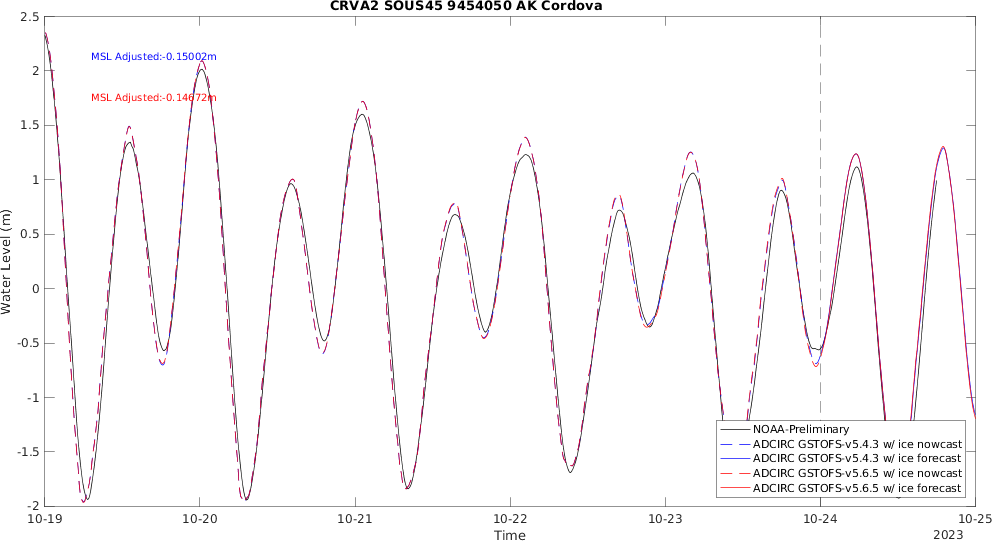 CRVA2 SOUS45 9454050 AK Cordova
2.5
2
1.5
1
0.5
0
-0.5
-1
-1.5
-2
Water Level (m)
MSL Adjusted:-0.15002m
MSL Adjusted:-0.14672m
NOAA-Preliminary
ADCIRC GSTOFS-v5.4.3 w/ ice nowcast
ADCIRC GSTOFS-v5.4.3 w/ ice forecast
ADCIRC GSTOFS-v5.6.5 w/ ice nowcast
ADCIRC GSTOFS-v5.6.5 w/ ice forecast
10-19 10-20 10-21 10-22 10-23 10-24 10-25
Time
2023